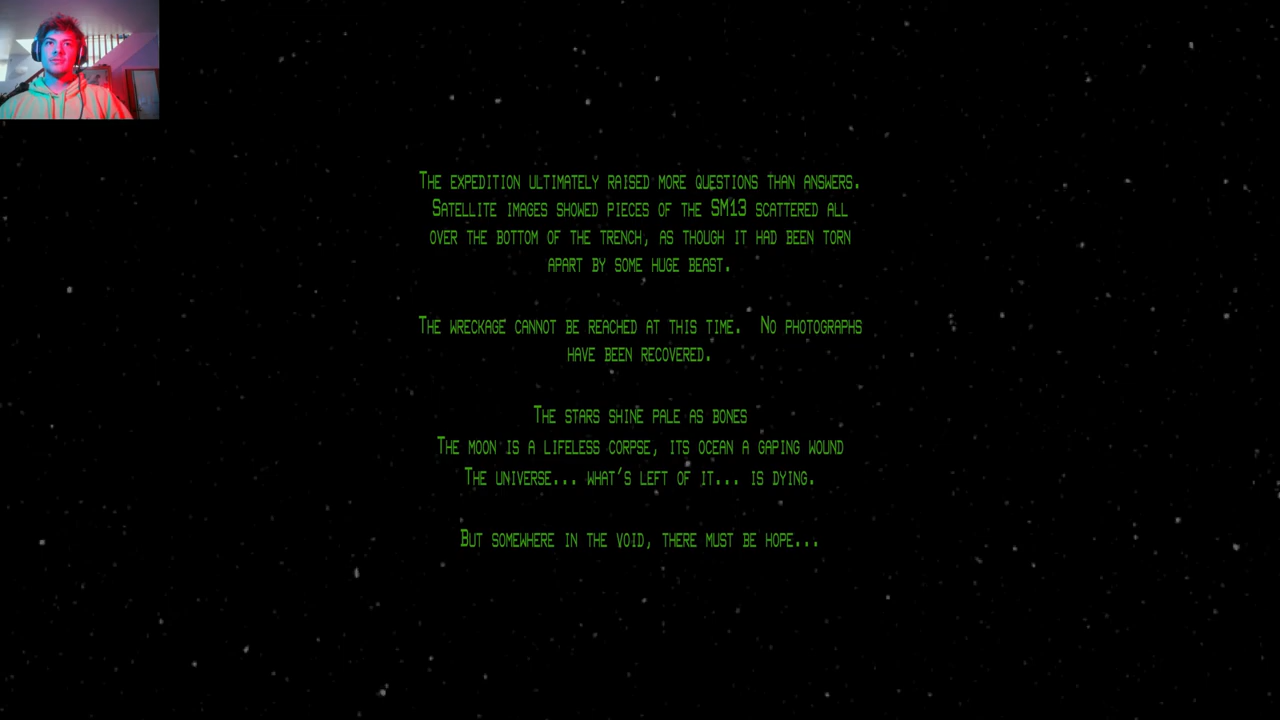 The expedition ultimately raised more questions than answers.
Satellite images showed pieces of the SM13 scattered all
over the bottom of the trench, as though it had been torn
apart by some huge beast.
The wreckage cannot be reached at this time.  No photographs
have been recovered.
The stars shine pale as bones
The moon is a lifeless corpse, its ocean a gaping wound
The universe... what's left of it... is dying.
But somewhere in the void, there must be hope...